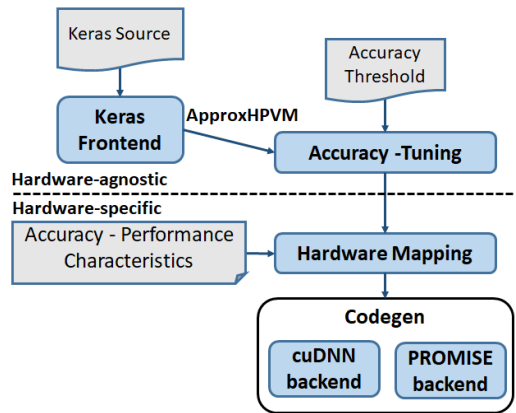 Keras Source
Accuracy
Threshold
Keras
Frontend
ApproxHPVM
Accuracy -Tuning
Hardware-agnostic
Hardware-specific
Accuracy - Performance
Characteristics
Hardware Mapping
Codegen
cuDNN
backend
PROMISE
backend